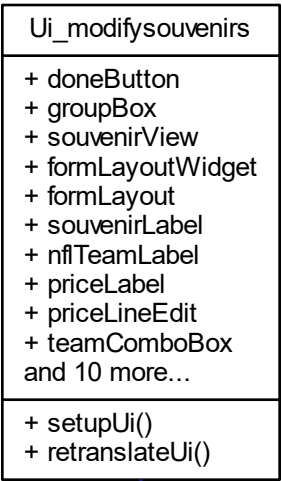 Ui_modifysouvenirs
+ doneButton
+ groupBox
+ souvenirView
+ formLayoutWidget
+ formLayout
+ souvenirLabel
+ nflTeamLabel
+ priceLabel
+ priceLineEdit
+ teamComboBox
and 10 more...
+ setupUi()
+ retranslateUi()